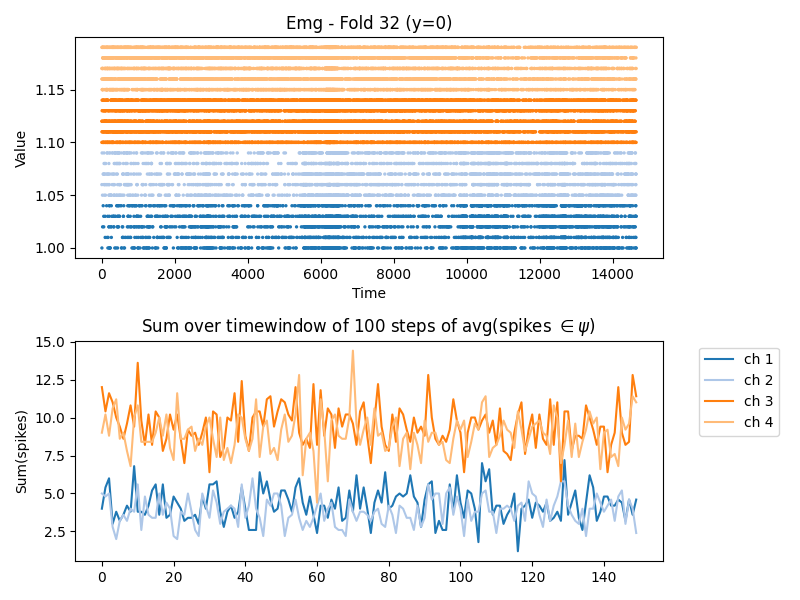 Emg - Fold 32 (y=0)
Value
1.15
1.10
1.05
1.00
0 2000 4000 6000 8000 10000 12000 14000
Time
Sum over timewindow of 100 steps of avg(spikes ∈ ψ)
Sum(spikes)
15.0
12.5
10.0
7.5
5.0
2.5
0 20 40 60 80 100 120 140
ch 1
ch 2
ch 3
ch 4